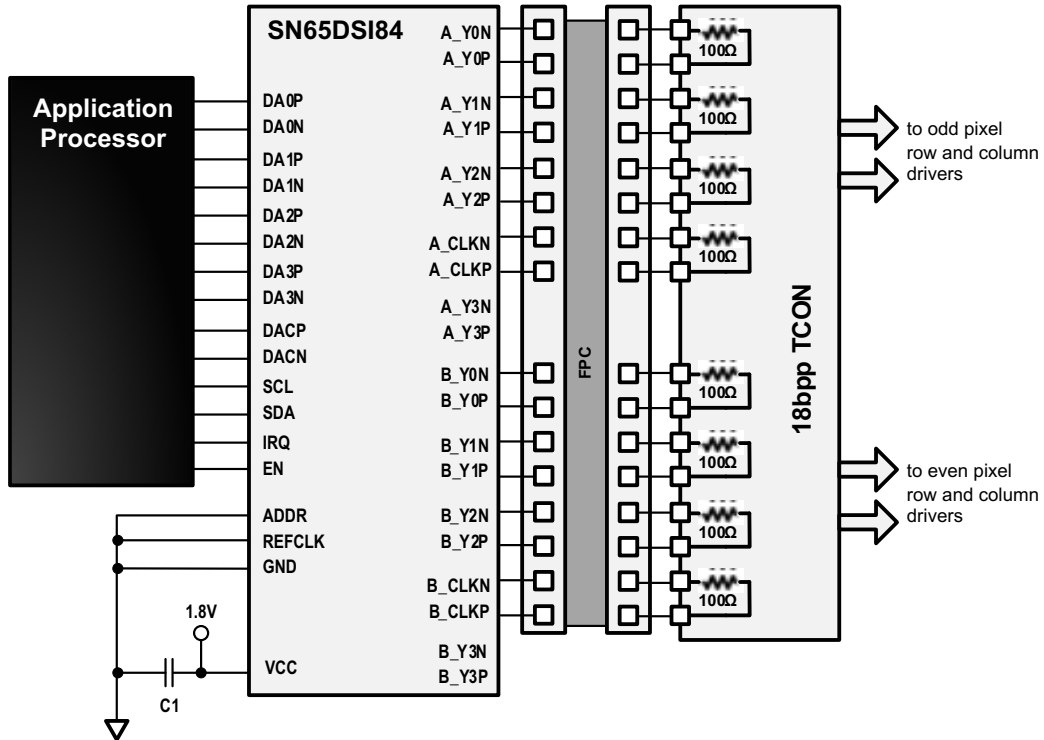 SN65DSI84
Application
Processor
DA0P
DA0N
DA1P
DA1N
DA2P
DA2N
DA3P
DA3N
DACP
DACN
SCL
SDA
IRQ
EN
ADDR
REFCLK
GND
1.8V
VCC
C1
A_Y0N
A_Y0P
A_Y1N
A_Y1P
A_Y2N
A_Y2P
A_CLKN
A_CLKP
A_Y3N
A_Y3P
B_Y0N
B_Y0P
B_Y1N
B_Y1P
B_Y2N
B_Y2P
B_CLKN
B_CLKP
B_Y3N
B_Y3P
FPC
100Ω
100Ω
100Ω
100Ω
100Ω
100Ω
100Ω
100Ω
18bpp TCON
to odd pixel
row and column
drivers
to even pixel
row and column
drivers